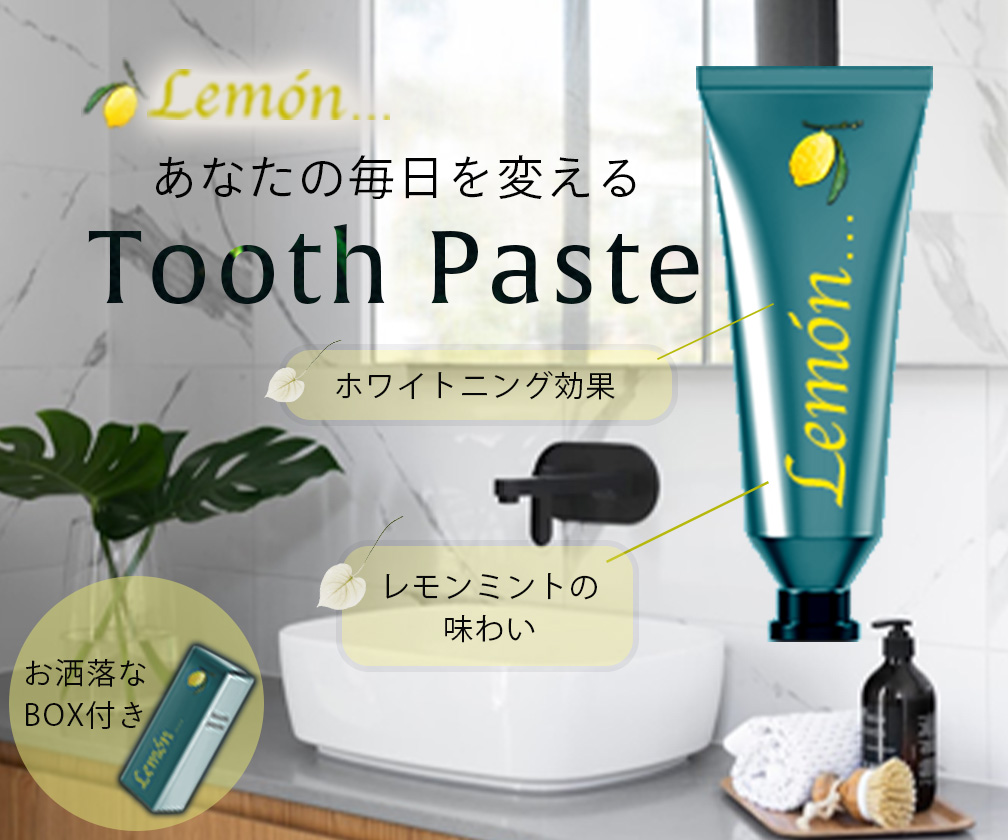 Lemón...
あなたの毎日を変える
Tooth Paste
ホワイトニング効果
レモンミントの
味わい
お洒落な
BOX付き
Lemón...
Lemón...